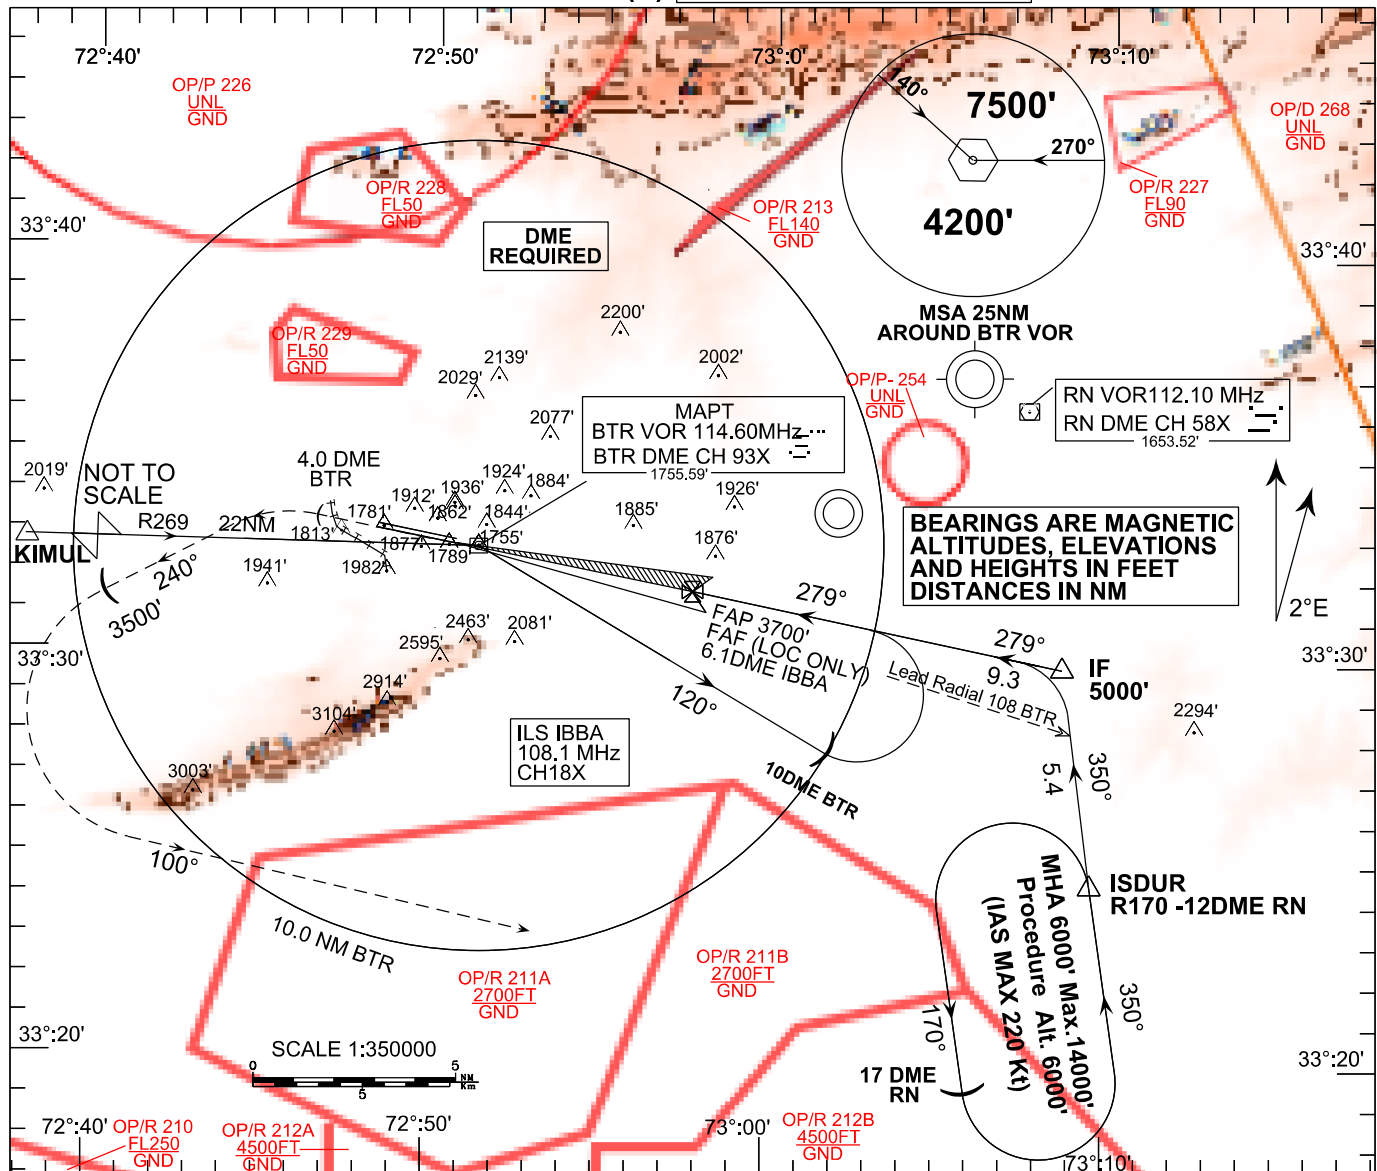 72°:40'
72°:50'
73°:0'
73°:10'
OP/P 226
UNL
GND
140°
7500'
270°
4200'
OP/D 268
UNL
GND
OP/R 228
FL50
GND
OP/R 213
FL140
GND
OP/R 227
FL90
GND
33°:40'
33°:40'
DME
REQUIRED
MSA 25NM
AROUND BTR VOR
OP/R 229
FL50
GND
2200'
2139'
2029'
2002'
2077'
OP/P- 254
UNL
GND
RN VOR112.10 MHz
RN DME CH 58X
1653.52'
MAPT
BTR VOR 114.60MHz
BTR DME CH 93X
1755.59'
2019'
NOT TO
SCALE
4.0 DME
BTR
1924'
1936'
1884'
1912'
1862'
1844'
1781'
1885'
1926'
1876'
R269
22NM
1813'
1877'
1789'
1755'
KIMUL
1982'
1941'
240°
3500'
BEARINGS ARE MAGNETIC
ALTITUDES, ELEVATIONS
AND HEIGHTS IN FEET
DISTANCES IN NM
2°E
279°
279°
FAP 3700'
FAF (LOC ONLY)
6.1DME IBBA
9.3
IF
5000'
Lead Radial 108 BTR
33°:30'
33°:30'
2463'
2081'
2595'
2914'
3104'
3003'
120°
2294'
ILS IBBA
108.1 MHz
CH18X
10DME BTR
5.4
350°
100°
10.0 NM BTR
ISDUR
R170 -12DME RN
MHA 6000' Max.14000'
Procedure Alt. 6000'
(IAS MAX 220 Kt)
350°
170°
17 DME
RN
OP/R 211A
2700FT
GND
OP/R 211B
2700FT
GND
33°:20'
33°:20'
SCALE 1:350000
0
5
NM
Km
5
72°:40'
72°:50'
73°:00'
73°:10'
OP/R 210
FL250
GND
OP/R 212A
4500FT
GND
OP/R 212B
4500FT
GND